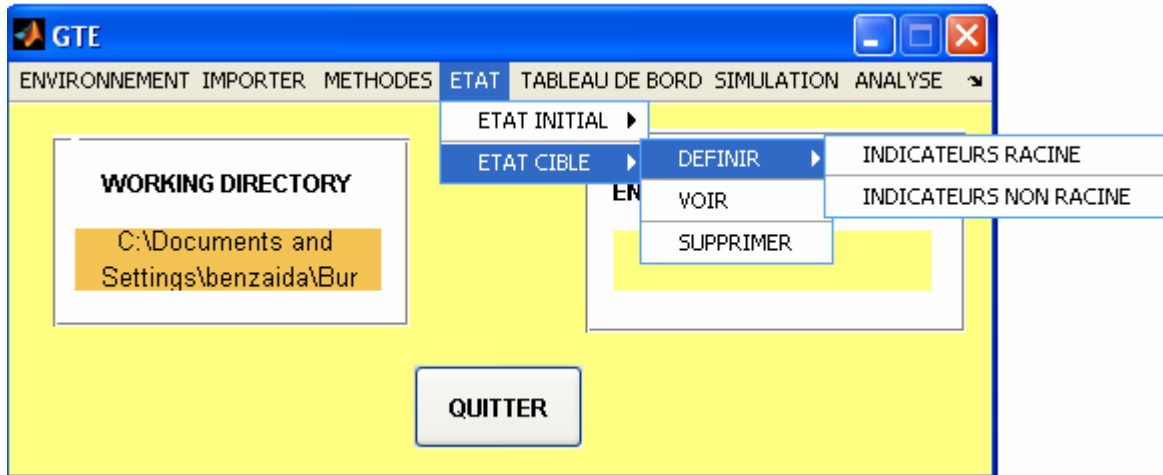 GTE
ENVIRONNEMENT IMPORTER METHODES ETAT TABLEAU DE BORD SIMULATION ANALYSE
ETAT INITIAL
ETAT CIBLE
DEFINIR
VOIR
SUPPRIMER
INDICATEURS RACINE
INDICATEURS NON RACINE
WORKING DIRECTORY
C:\Documents and
Settings\benzaida\Bur
EN
QUITTER